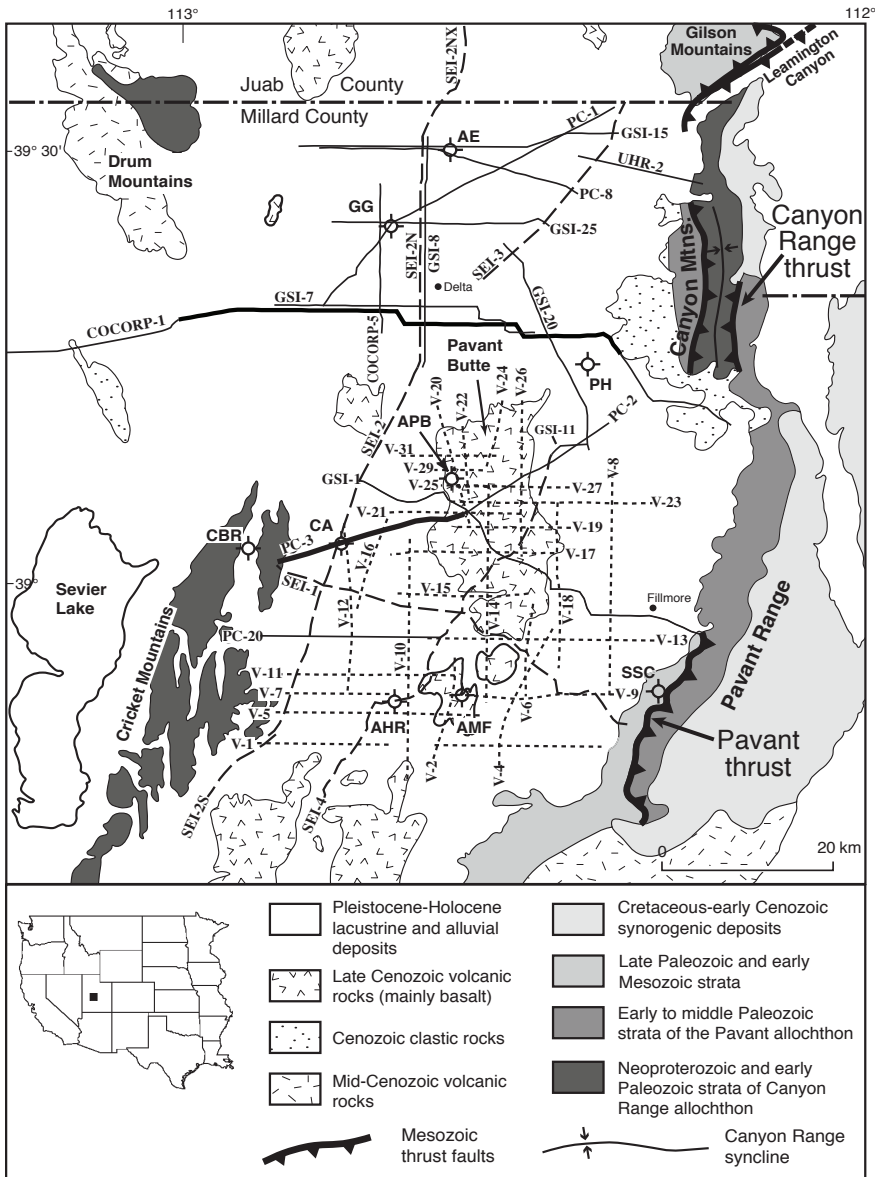 113°
112°
Gilson
Mountains
Leamington
Canyon
SEI-2NX
Juab County
Millard County
PC-1
AE
GSI-15
39° 30'
Drum
Mountains
UHR-2
PC-8
GG
GSI-25
Canyon
Range
thrust
Canyon Mtns.
SEI-2N
GSI-8
SEI-3
Delta
GSI-7
GSI-20
COCORP-1
COCORP-5
Pavant
Butte
PH
V-20
V-22
V-24
V-26
PC-2
SEI-2
APB
GSI-11
V-31
V-29
V-8
GSI-1
V-25
V-27
V-23
V-21
CBR
CA
V-19
PC-3
V-16
V-17
39°
Sevier
Lake
SEI-1
V-15
V-12
V-14
V-18
Fillmore
PC-20
V-13
V-10
Cricket Mountains
Pavant Range
V-11
SSC
V-7
V-9
V-5
AHR
AMF
V-6
V-1
V-2
V-4
Pavant
thrust
SEI-2S
SEI-4
0
20 km
Pleistocene-Holocene
lacustrine and alluvial
deposits
Late Cenozoic volcanic
rocks (mainly basalt)
Cenozoic clastic rocks
Mid-Cenozoic volcanic
rocks
Cretaceous-early Cenozoic
synorogenic deposits
Late Paleozoic and early
Mesozoic strata
Early to middle Paleozoic
strata of the Pavant allochthon
Neoproterozoic and early
Paleozoic strata of Canyon
Range allochthon
Mesozoic
thrust faults
Canyon Range
syncline